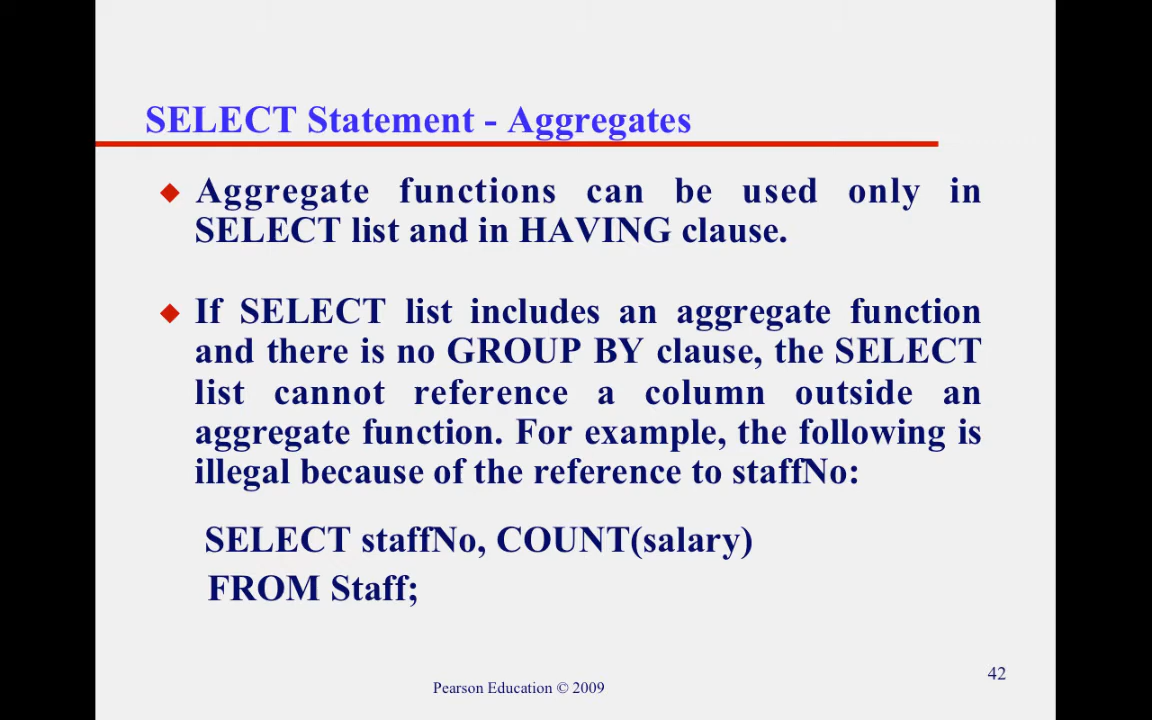 SELECT Statement - Aggregates
Aggregate functions can be used only in
SELECT list and in HAVING clause.
If SELECT list includes an aggregate function
and there is no GROUP BY clause, the SELECT
list cannot reference a column outside an
aggregate function. For example, the following is
illegal because of the reference to staffNo:
SELECT staffNo, COUNT(salary)
FROM Staff;
42
Pearson Education © 2009